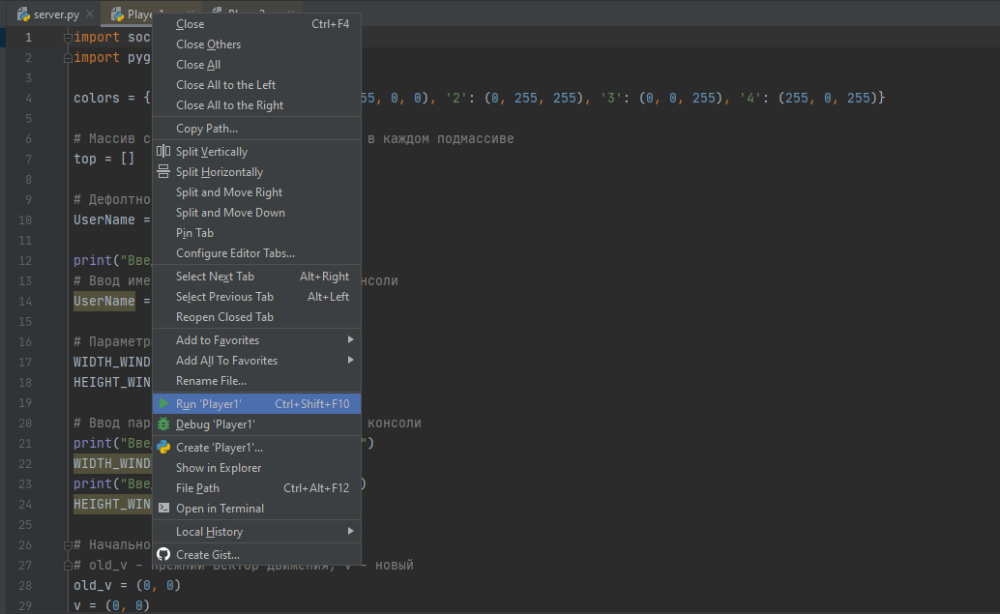 server.py
Close Ctrl+F4
1 import soc
Close Others
2 import pyg
Close All
3
Close All to the Left
4 colors = { 55, 0, 0), '2': (0, 255, 255), '3': (0, 0, 255), '4': (255, 0, 255)}
Close All to the Right
5
Copy Path...
6 # Массив с в каждом подмассиве
Split Vertically
7 top = []
Split Horizontally
8
Split and Move Right
9 # Дефолтно
Split and Move Down
10 UserName =
Pin Tab
11
Configure Editor Tabs...
12 print("Вве
Select Next Tab Alt+Right
13 # Ввод име нсоли
Select Previous Tab Alt+Left
14 UserName =
Reopen Closed Tab
15
Add to Favorites
16 # Параметр
Add All To Favorites
17 WIDTH_WIND
Rename File...
18 HEIGHT_WIN
19
Run 'Player1' Ctrl+Shift+F10
20 # Ввод пар консоли
Debug 'Player1'
21 print("Вве ")
Create 'Player1'...
22 WIDTH_WIND
Show in Explorer
23 print("Вве )
File Path Ctrl+Alt+F12
24 HEIGHT_WIN
Open in Terminal
25
Local History
26 # Начально
Create Gist...
27 # old_v - прежний вектор движения, v - новый
28 old_v = (0, 0)
29 v = (0, 0)